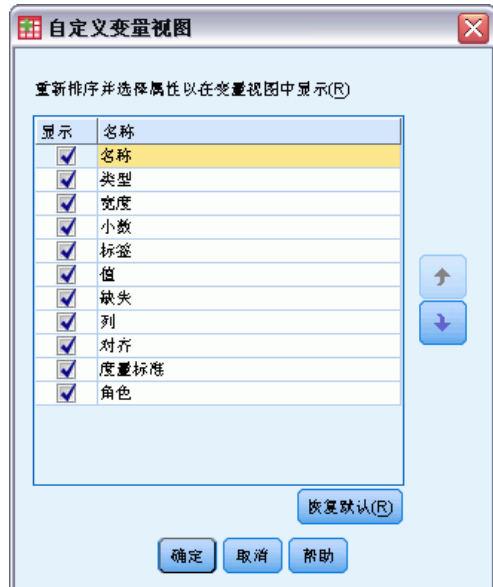 自定义变量视图
重新排序并选择属性以在变量视图中显示(R)
显示 名称
名称
类型
宽度
小数
标签
值
缺失
列
对齐
度量标准
角色
恢复默认(R)
确定 取消 帮助